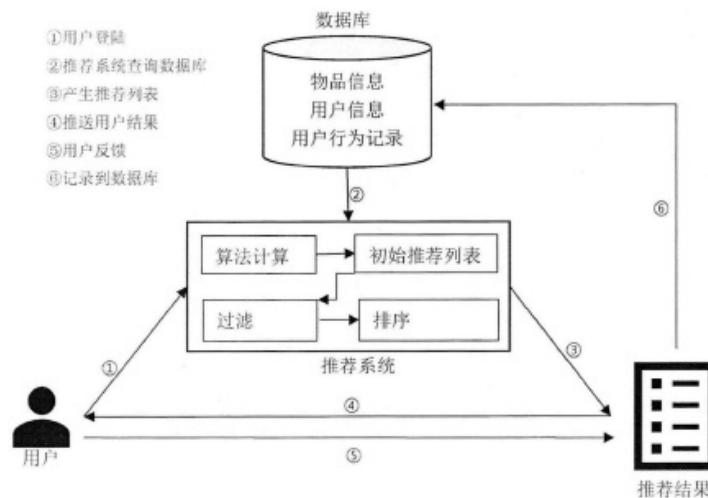 数据库
①用户登陆
②推荐系统查询数据库
③产生推荐列表
④推送用户结果
⑤用户反馈
⑥记录到数据库
物品信息
用户信息
用户行为记录
②
⑥
算法计算
初始推荐列表
过滤
排序
推荐系统
①
③
④
⑤
用户
推荐结果